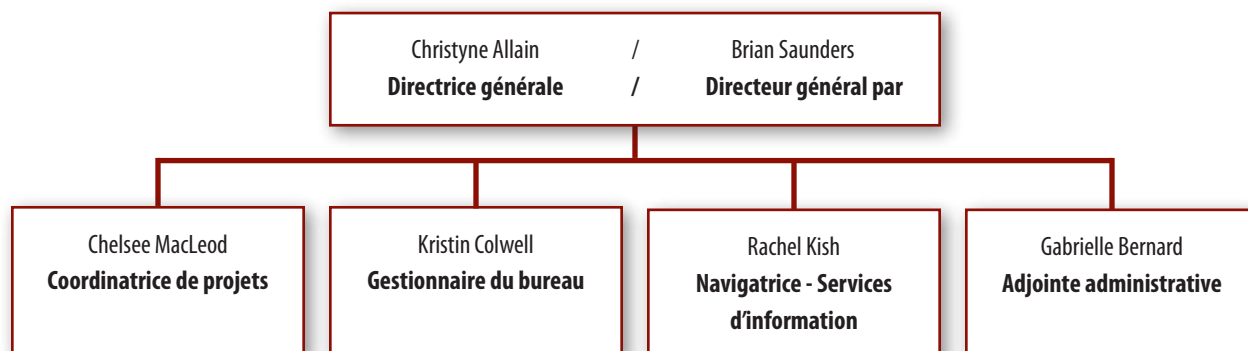 Christyne Allain / Brian Saunders
Directrice générale / Directeur général par
Chelsee MacLeod
Coordinatrice de projets
Kristin Colwell
Gestionnaire du bureau
Rachel Kish
Navigatrice - Services
d'information
Gabrielle Bernard
Adjointe administrative